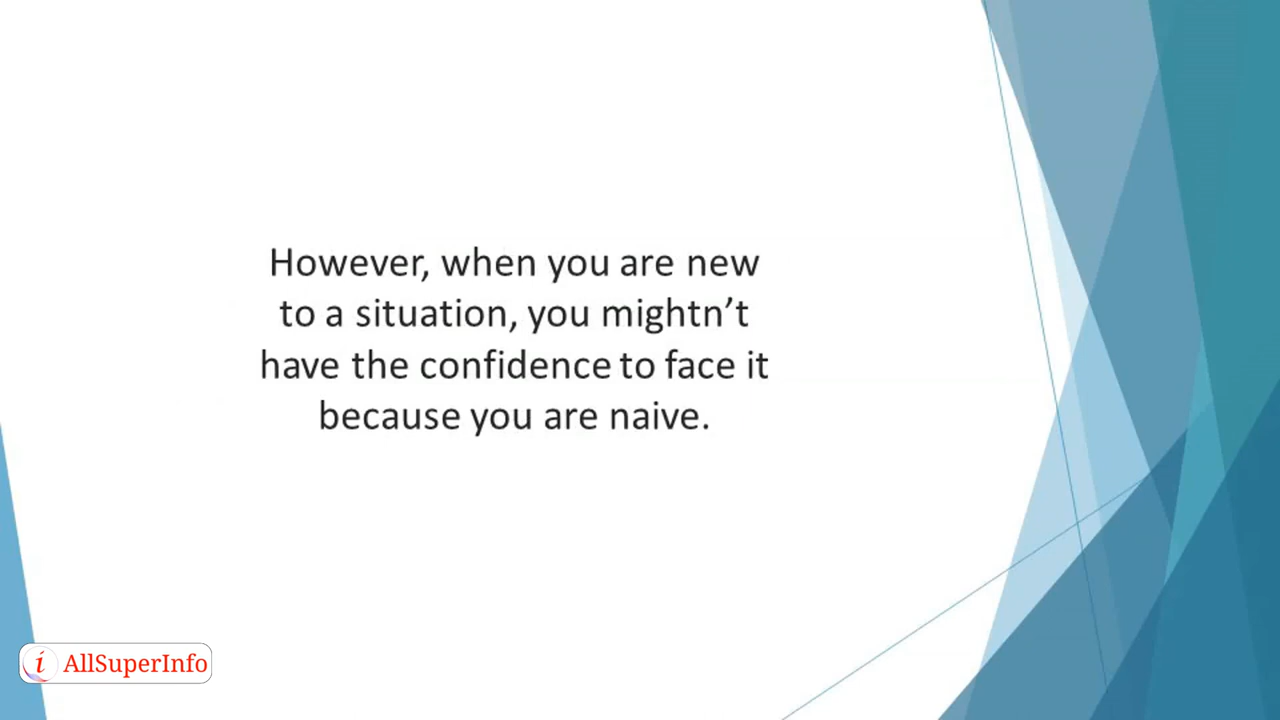 However, when you are new
to a situation, you mightn’t
have the confidence to face it
because you are naive.
i AllSuperInfo